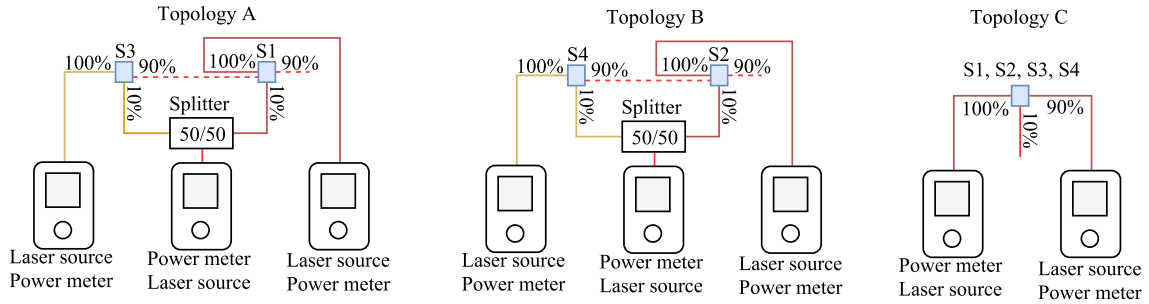 Topology A
S3
S1
100%
90%
100%
90%
10%
10%
Splitter
50/50
Laser source
Power meter
Power meter
Laser source
Laser source
Power meter
Topology B
S4
S2
100%
90%
100%
90%
10%
10%
Splitter
50/50
Laser source
Power meter
Power meter
Laser source
Laser source
Power meter
Topology C
S1, S2, S3, S4
100%
90%
10%
Power meter
Laser source
Laser source
Power meter